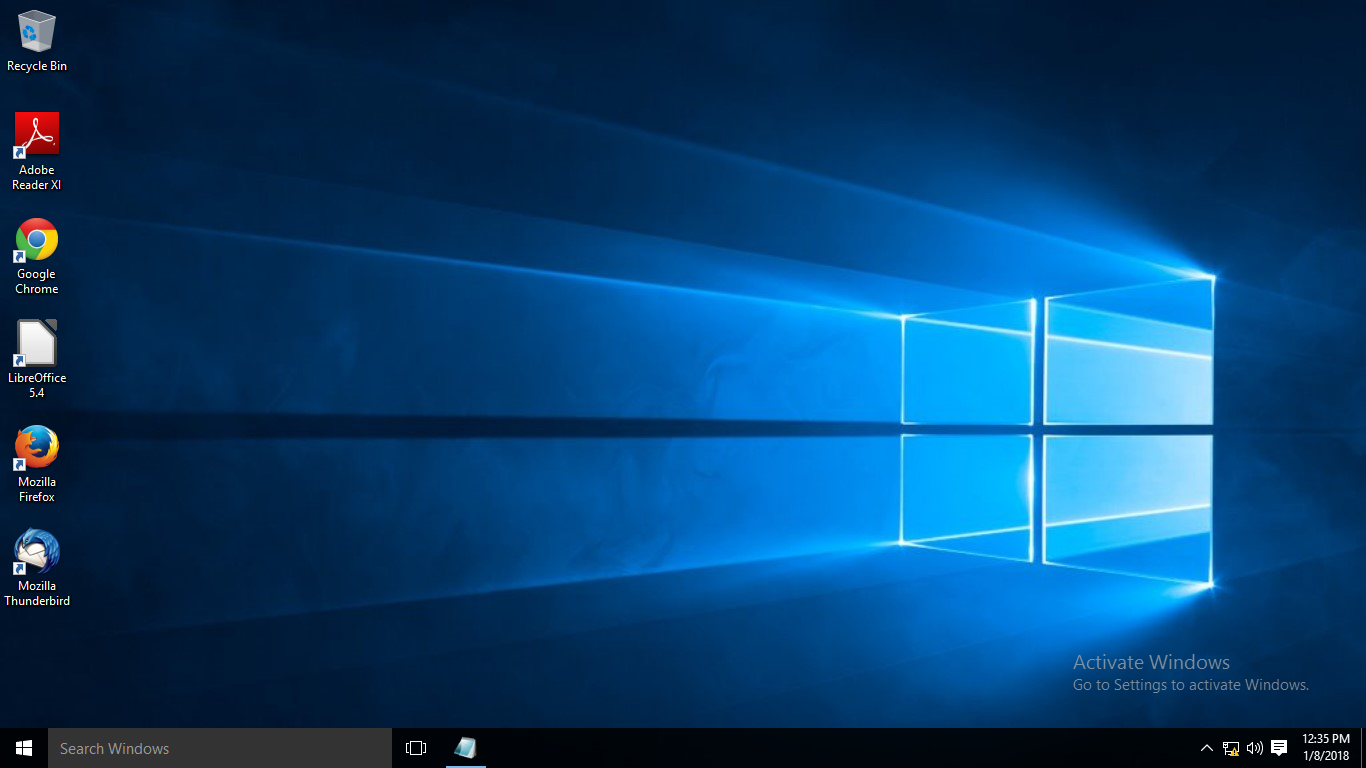 Recycle Bin
Adobe
Reader XI
Google
Chrome
LibreOffice
5.4
Mozilla
Firefox
Mozilla
Thunderbird
Activate Windows
Go to Settings to activate Windows.
Search Windows
12:35 PM
1/8/2018